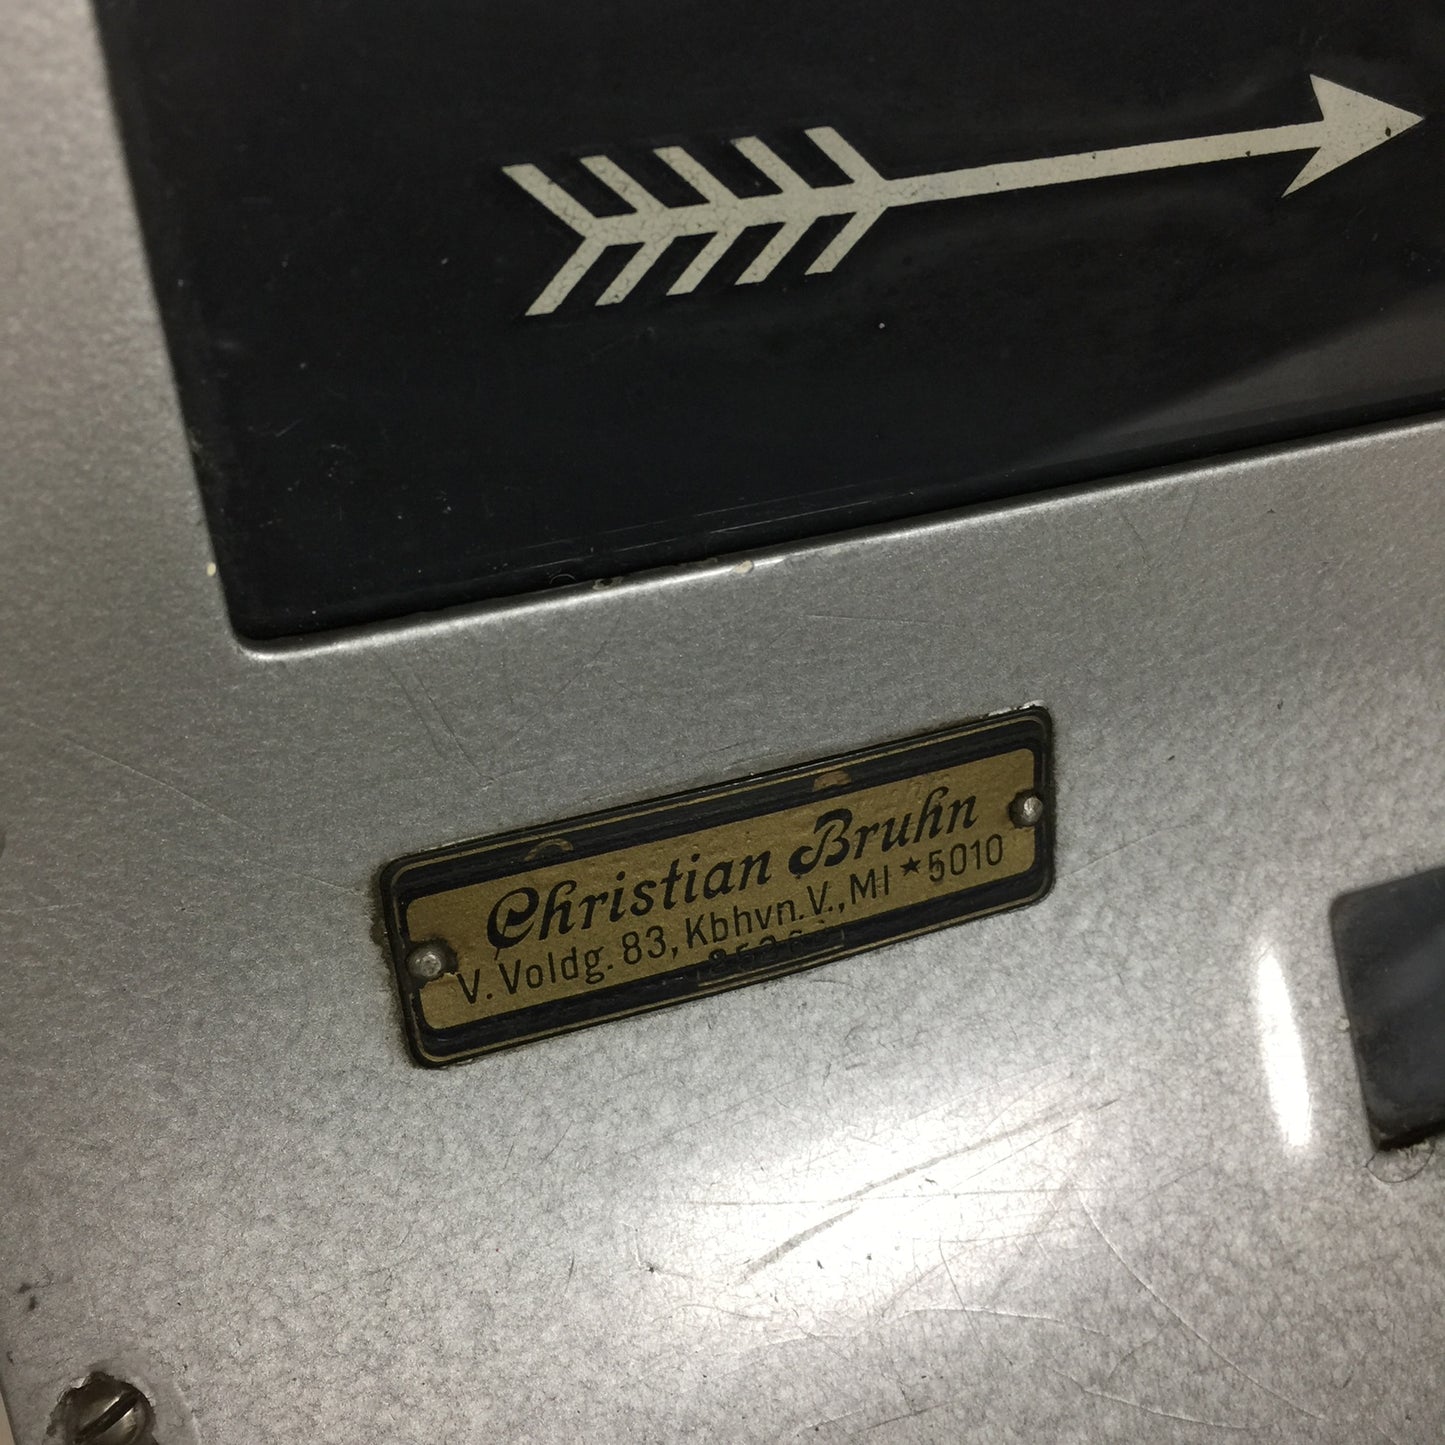 Christian Bruhn
V. Voldg. 83, Kbhvn. V., MI ★ 5010